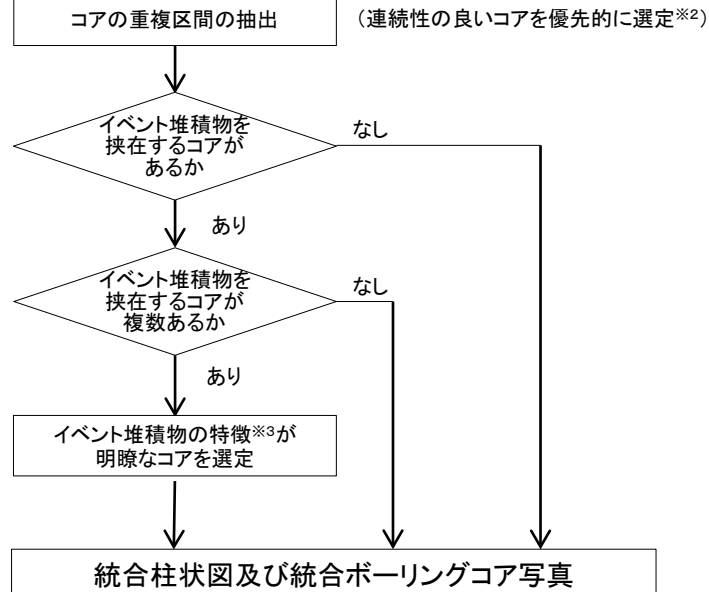 コアの重複区間の抽出
（連続性の良いコアを優先的に選定※2）
イベント堆積物を
挟在するコアが
あるか
なし
あり
イベント堆積物を
挟在するコアが
複数あるか
なし
あり
イベント堆積物の特徴※3が
明瞭なコアを選定
統合柱状図及び統合ボーリングコア写真